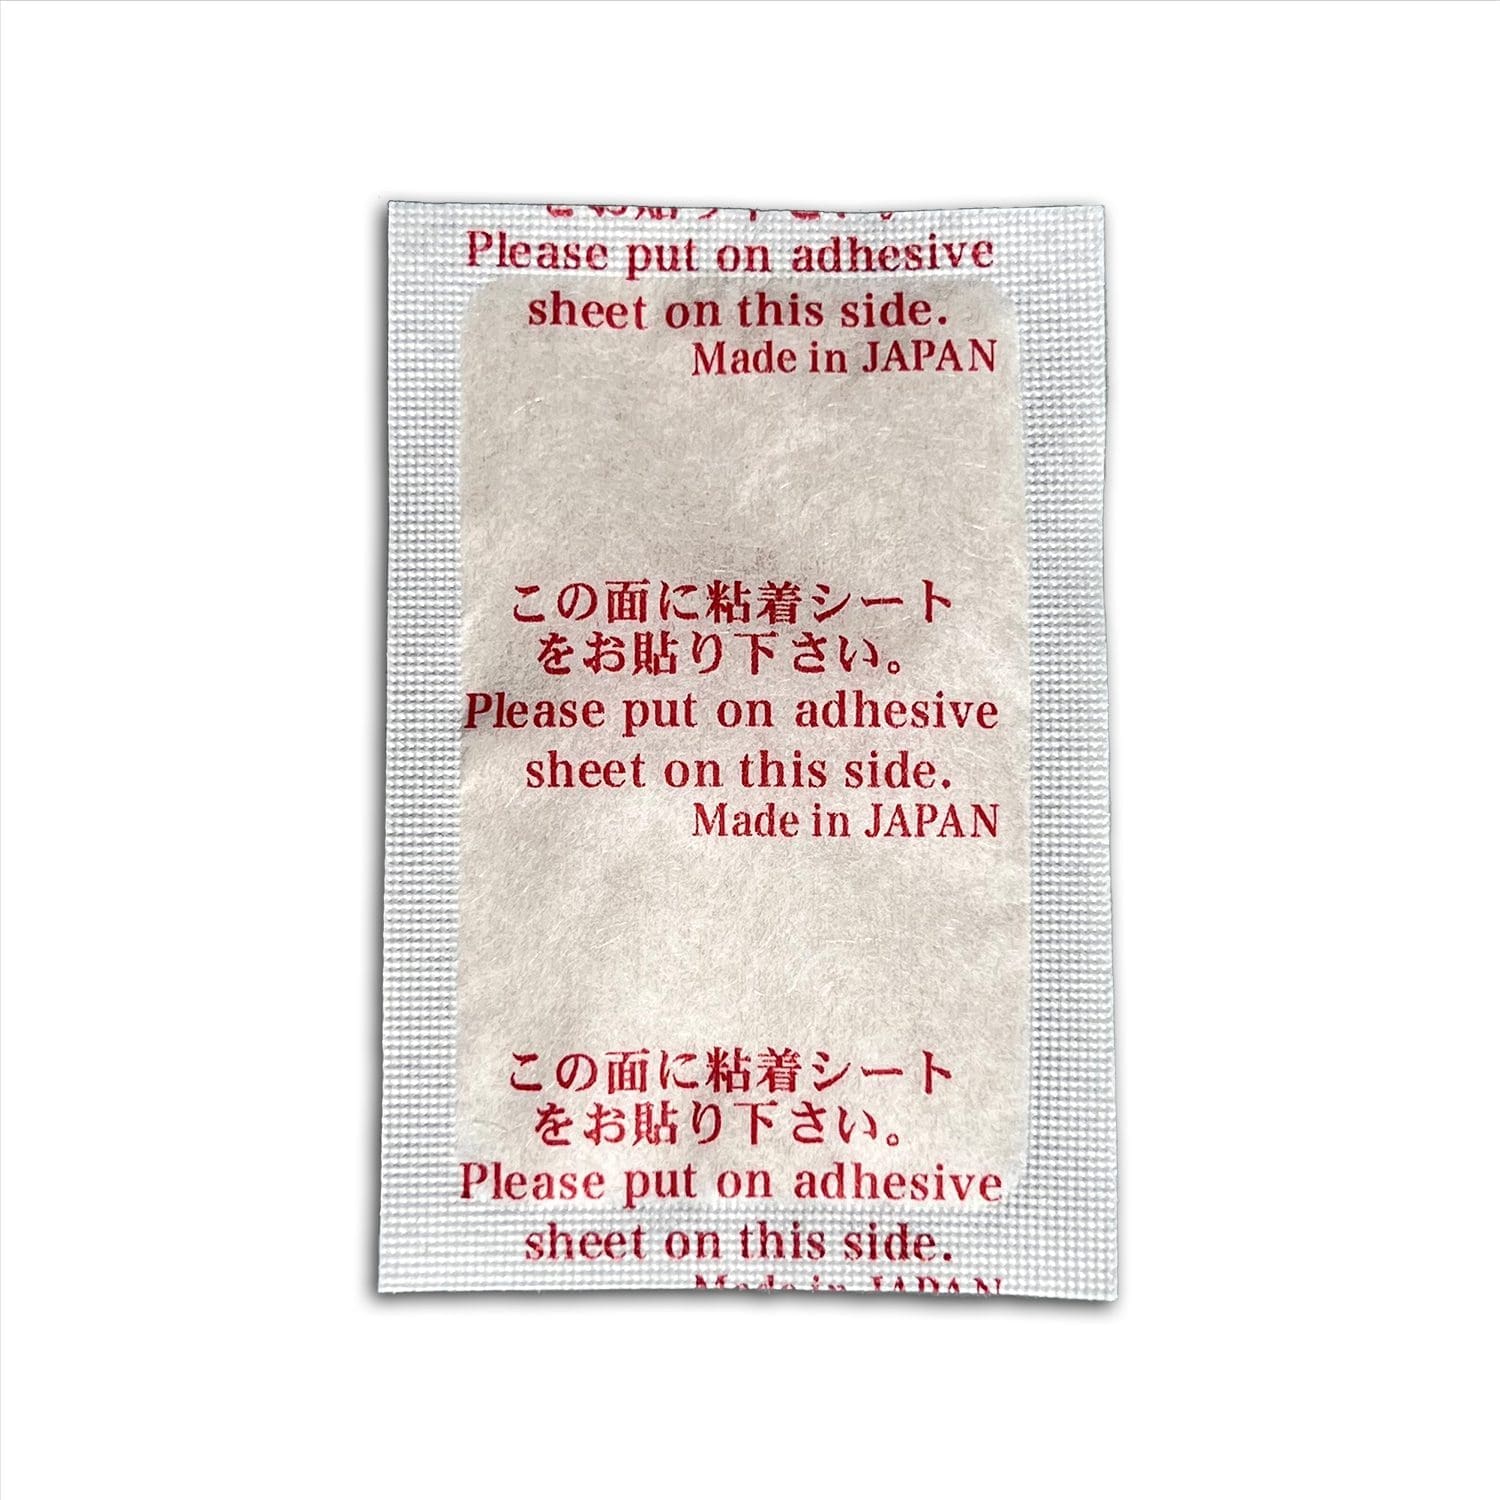 Please put on adhesive
sheet on this side.
Made in JAPAN
この面に粘着シート
をお貼り下さい。
Please put on adhesive
sheet on this side.
Made in JAPAN
この面に粘着シート
をお貼り下さい。
Please put on adhesive
sheet on this side.
Made in JAPAN